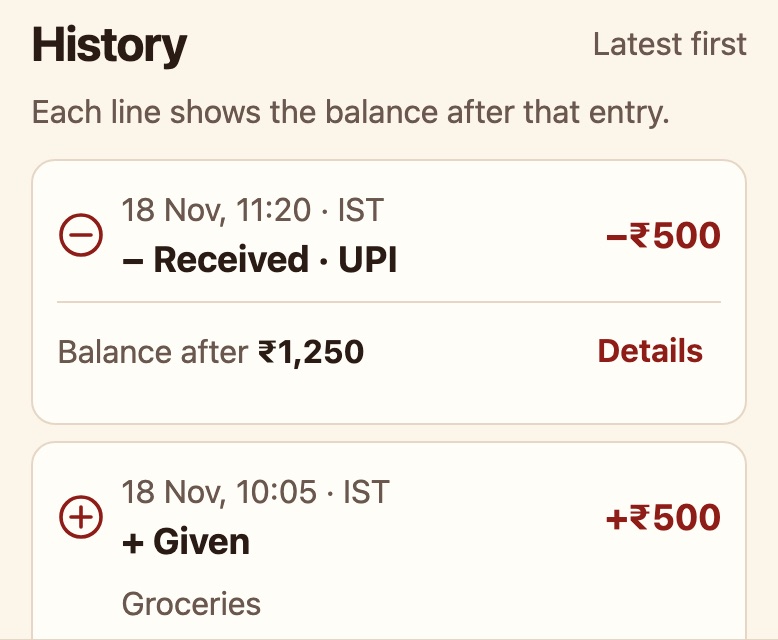 History
Latest first
Each line shows the balance after that entry.
18 Nov, 11:20 · IST
– Received · UPI
–₹500
Balance after ₹1,250
Details
18 Nov, 10:05 · IST
+ Given
+₹500
Groceries